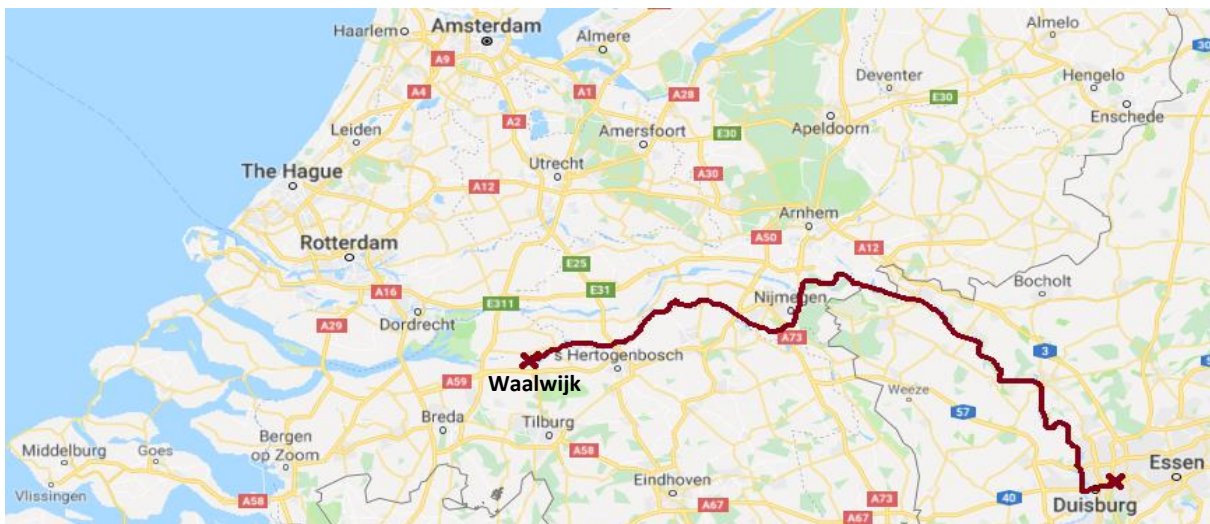 Amsterdam
Haarlem
Almere
Almelo
30
A9
A4
A1
A2
A28
Deventer
Hengelo
E30
Enschede
Leiden
Amersfoort
E30
Apeldoorn
Utrecht
The Hague
A12
A30
Arnhem
Rotterdam
A50
A12
E25
Bocholt
A16
E31
Nijmegen
E311
Dordrecht
A29
A73
's Hertogenbosch
3
A59
Waalwijk
Weeze
57
Breda
Tilburg
Middelburg
Goes
Bergen
op Zoom
A58
Essen
Eindhoven
Vlissingen
A58
A67
A73
A67
40
Duisburg